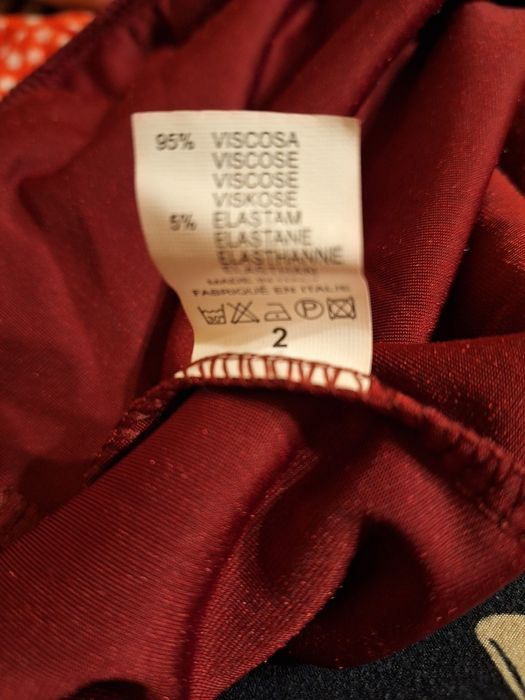 95% VISCOSA
VISCOSE
VISCOSE
VISKOSE
5% ELASTAM
ELASTANE
ELASTHANNE
MADE IN ITALY
FABRIQUÉ EN ITALIE
P
2